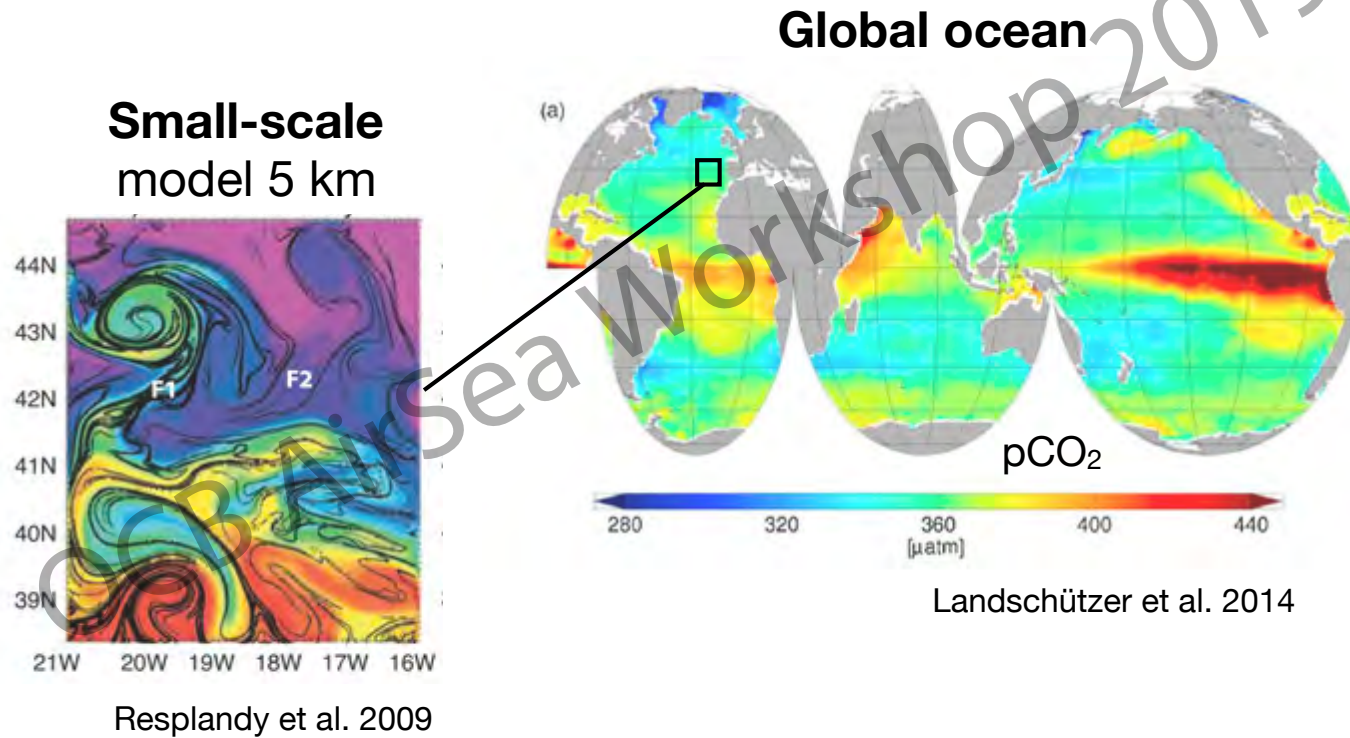 Global ocean
Small-scale
model 5 km
(a)
44N
43N
42N
41N
40N
39N
F1
F2
21W 20W 19W 18W 17W 16W
Resplandy et al. 2009
pCO₂
280 320 360 400 440
[µatm]
Landschützer et al. 2014
OCB AirSea Workshop